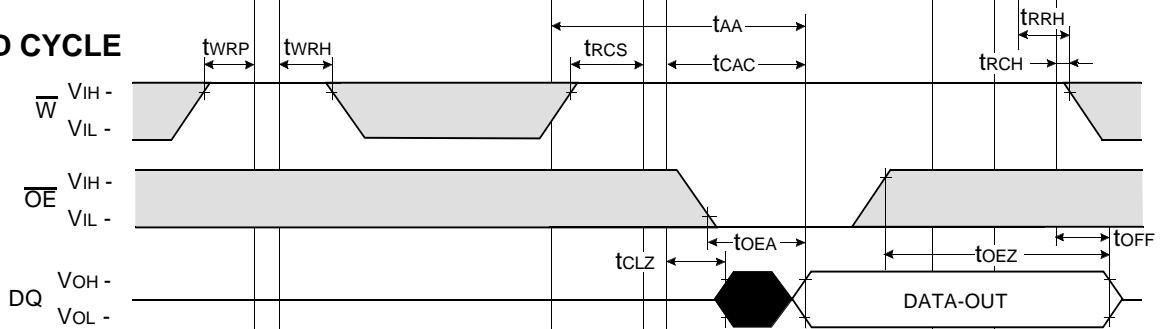 tAA
tRRH
D CYCLE
tWRP
tWRH
tRCS
tCAC
tRCH
W
VIH -
VIL -
OE
VIH -
VIL -
tOEA
tOFF
tCLZ
tOEZ
DQ
VOH -
VOL -
DATA-OUT